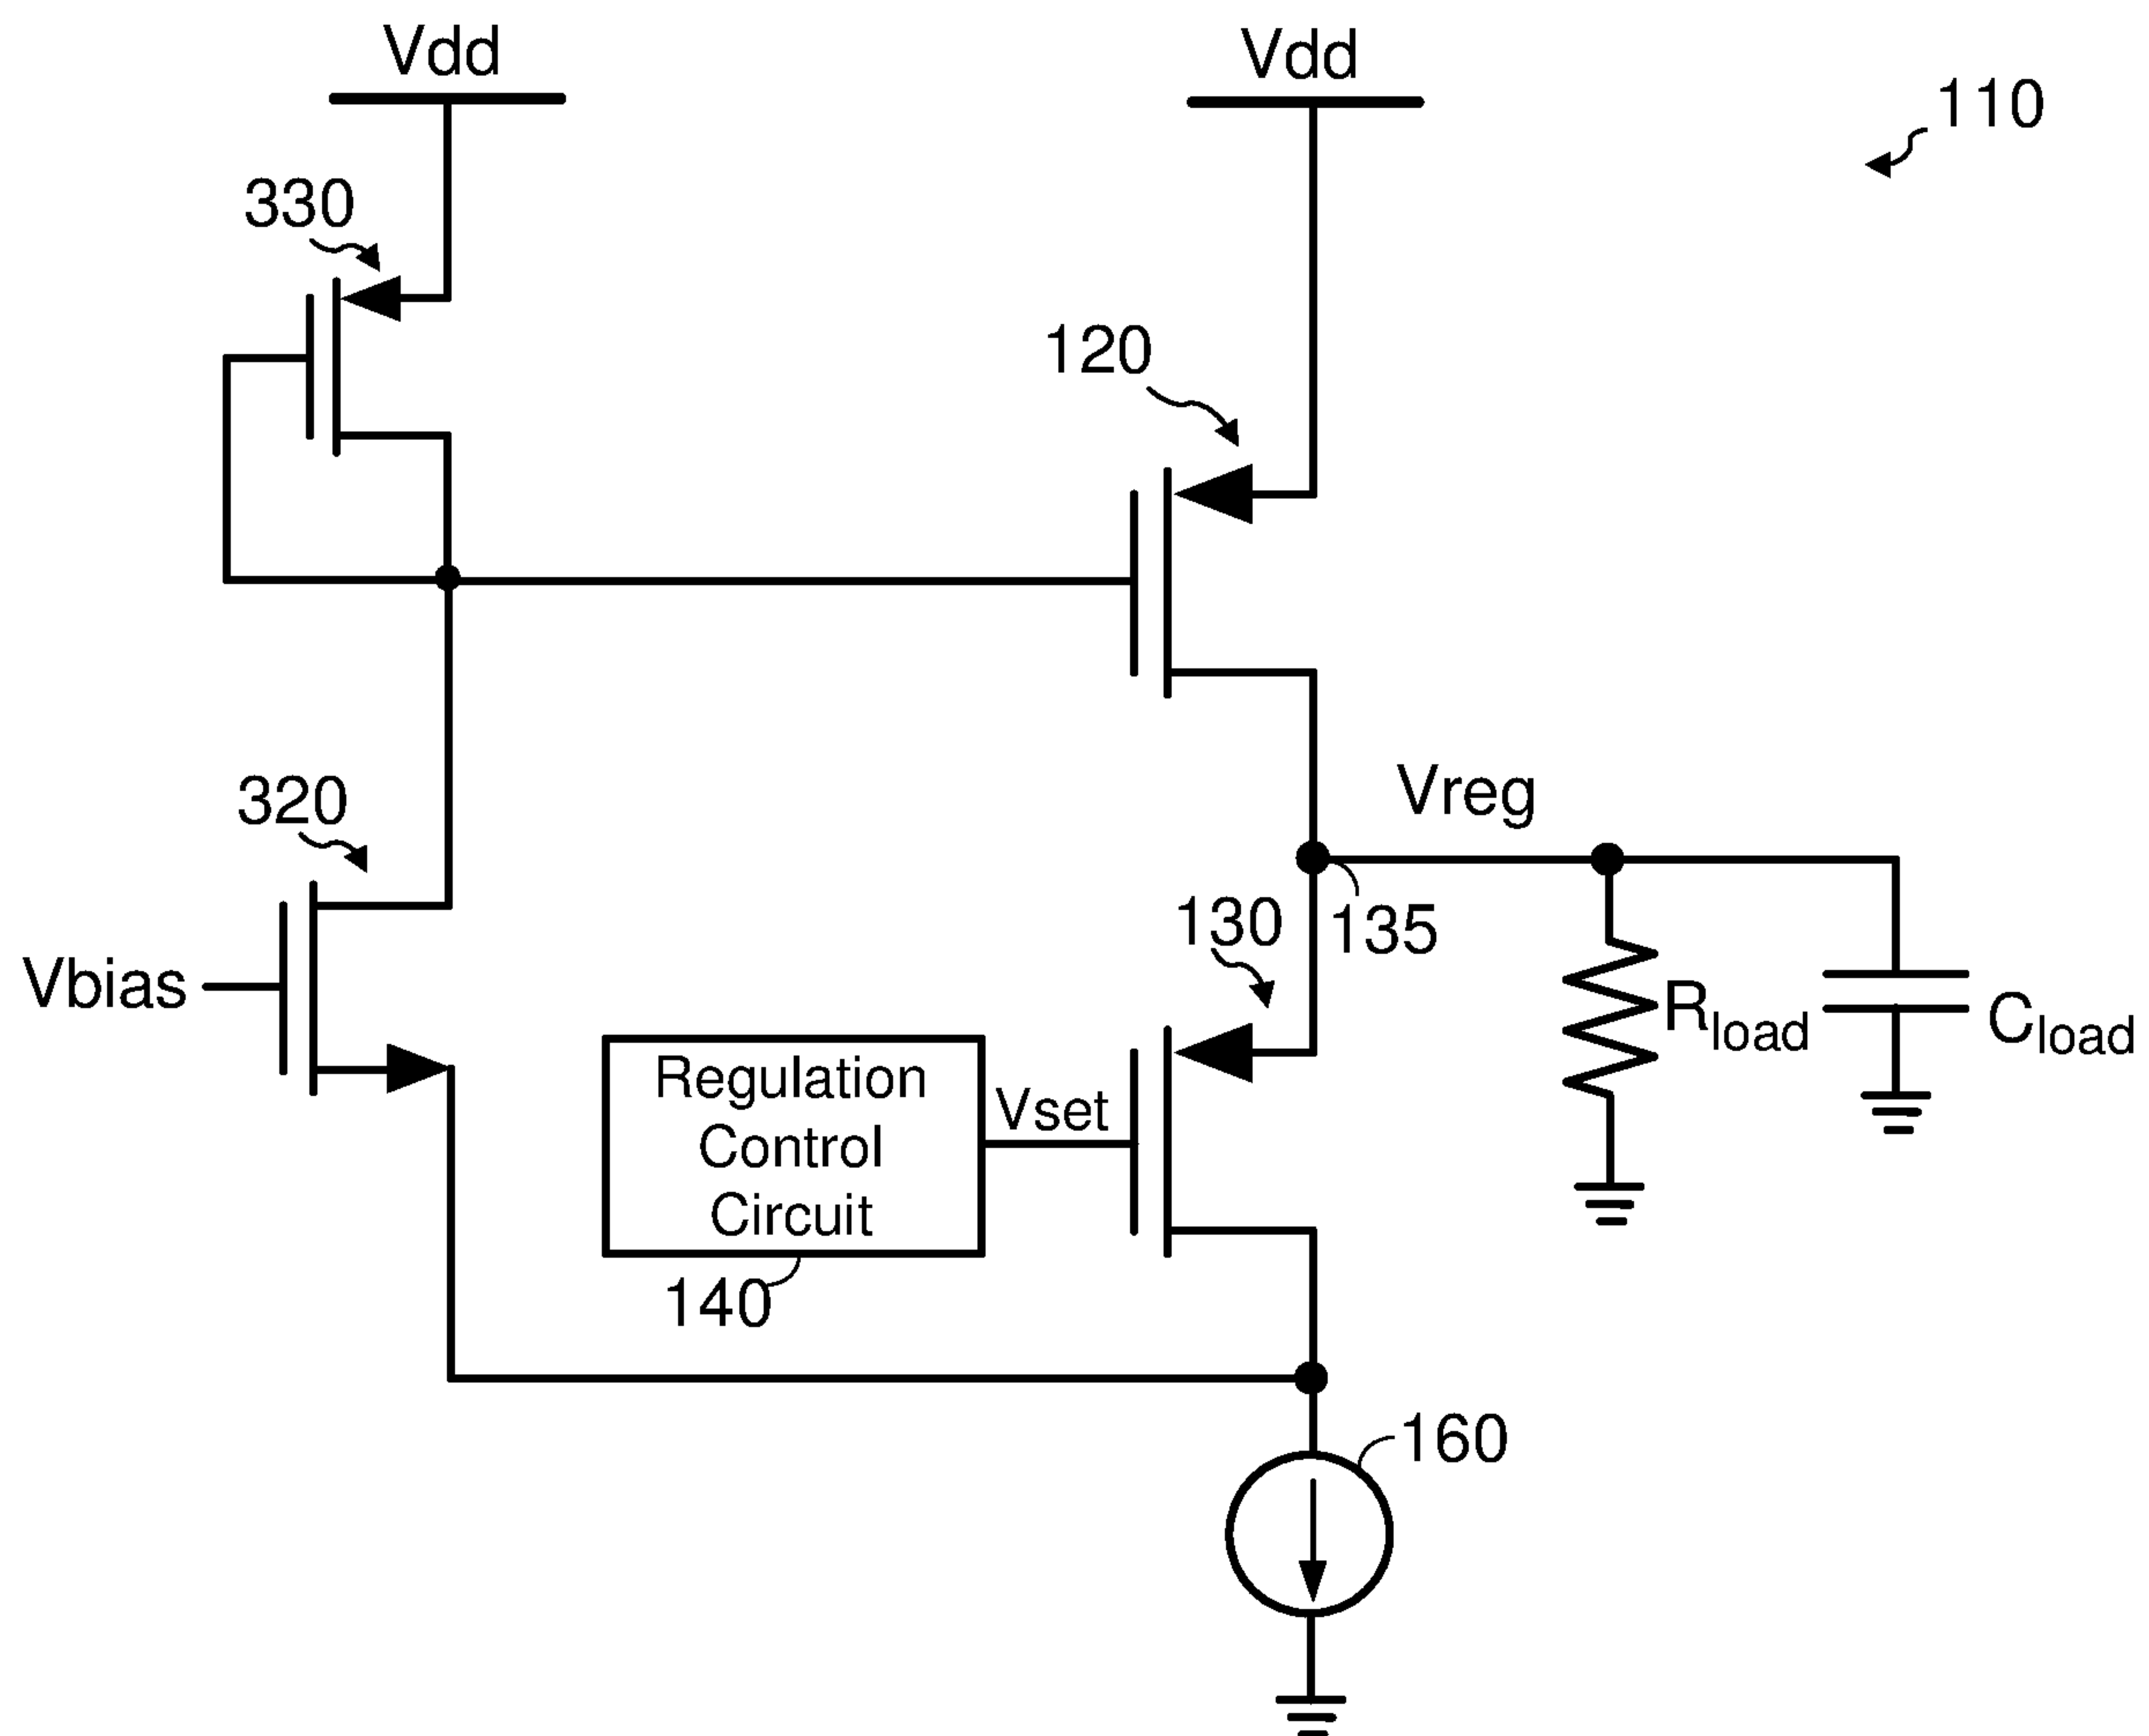 Vdd
Vdd
110
330
120
320
Vreg
130
135
Vbias
Regulation
Control
Circuit
Vset
Rload
Cload
140
160